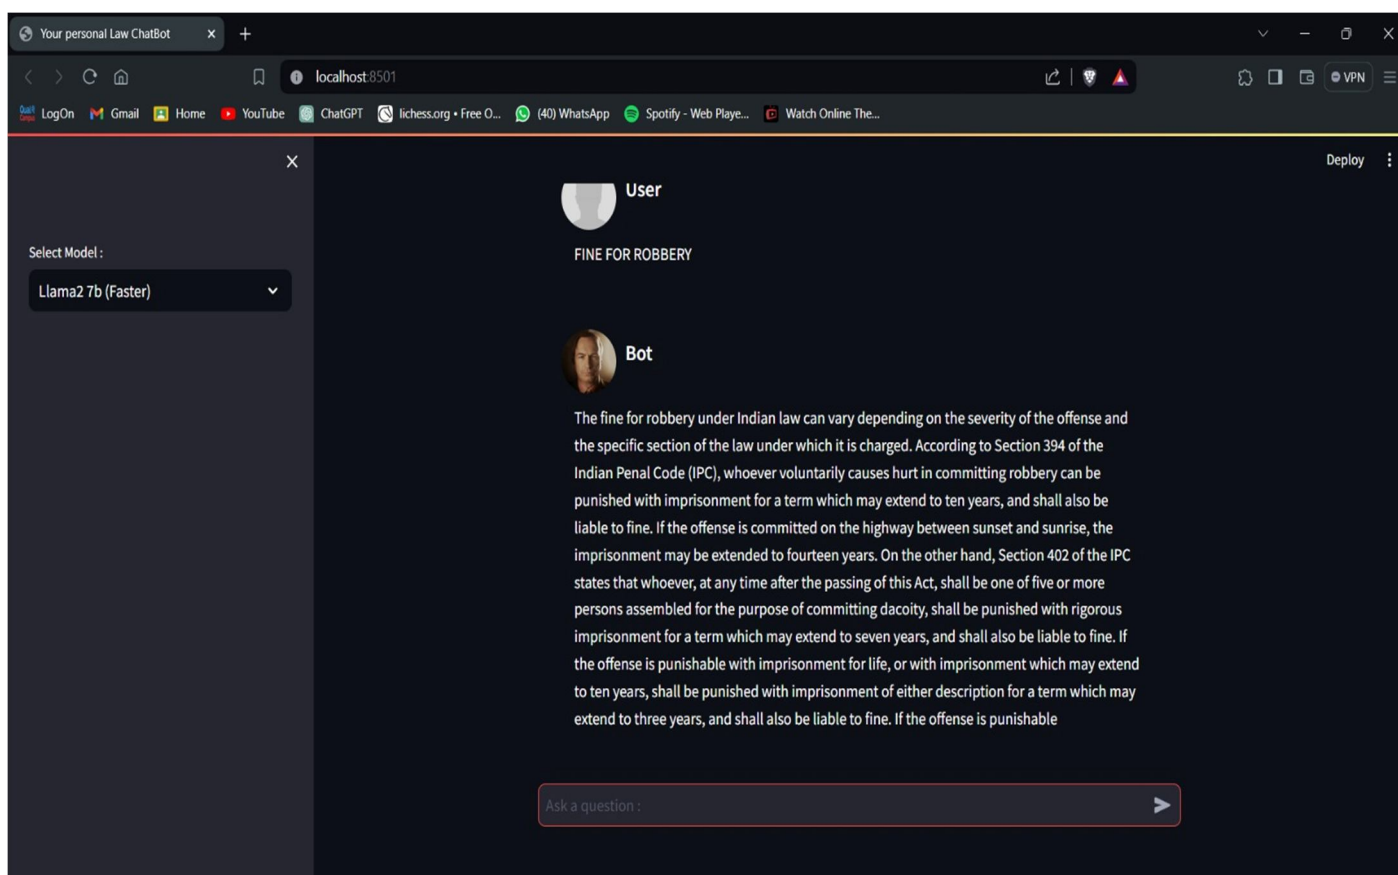 Your personal Law ChatBot
localhost:8501
VPN
LogOn
Gmail
Home
YouTube
ChatGPT
lichess.org • Free O...
(40) WhatsApp
Spotify - Web Playe...
Watch Online The...
Deploy
Select Model :
Llama2 7b (Faster)
User
FINE FOR ROBBERY
Bot
The fine for robbery under Indian law can vary depending on the severity of the offense and
the specific section of the law under which it is charged. According to Section 394 of the
Indian Penal Code (IPC), whoever voluntarily causes hurt in committing robbery can be
punished with imprisonment for a term which may extend to ten years, and shall also be
liable to fine. If the offense is committed on the highway between sunset and sunrise, the
imprisonment may be extended to fourteen years. On the other hand, Section 402 of the IPC
states that whoever, at any time after the passing of this Act, shall be one of five or more
persons assembled for the purpose of committing dacoity, shall be punished with rigorous
imprisonment for a term which may extend to seven years, and shall also be liable to fine. If
the offense is punishable with imprisonment for life, or with imprisonment which may extend
to ten years, shall be punished with imprisonment of either description for a term which may
extend to three years, and shall also be liable to fine. If the offense is punishable
Ask a question :